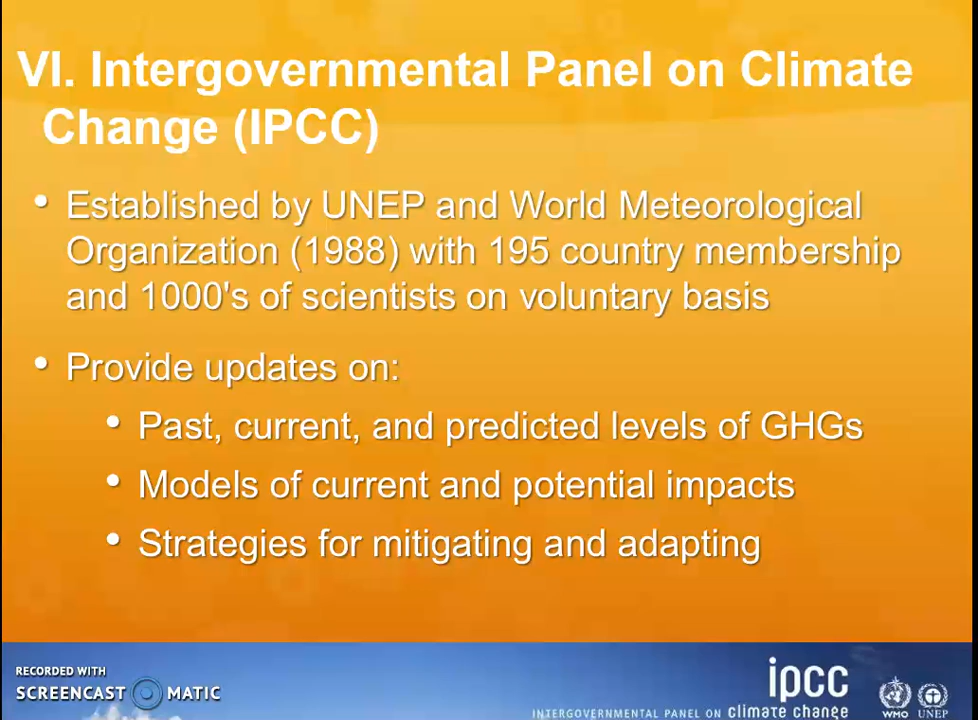 VI. Intergovernmental Panel on Climate
Change (IPCC)
• Established by UNEP and World Meteorological
Organization (1988) with 195 country membership
and 1000's of scientists on voluntary basis
• Provide updates on:
• Past, current, and predicted levels of GHGs
• Models of current and potential impacts
• Strategies for mitigating and adapting
RECORDED WITH
SCREENCAST MATIC
ipcc
INTERGOVERNMENTAL PANEL ON climate change
WMO UNEP